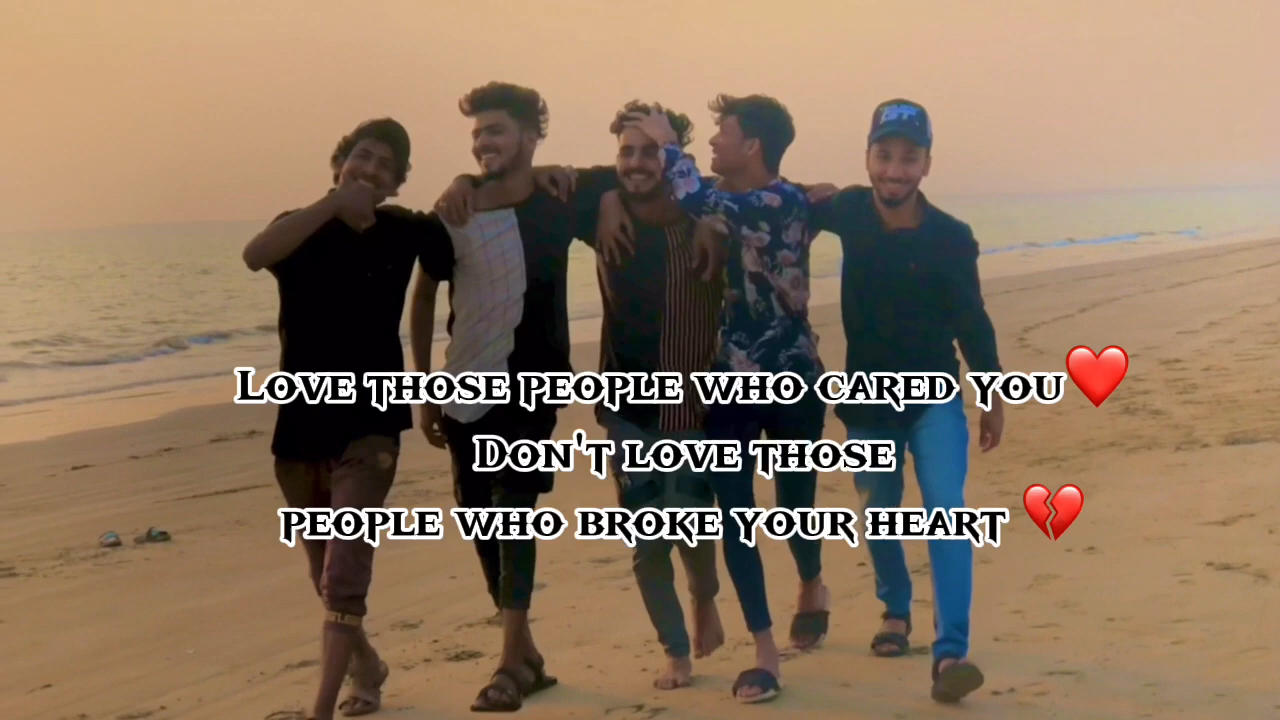 Love those people who cared you❤️
Don't love those
people who broke your heart 💔